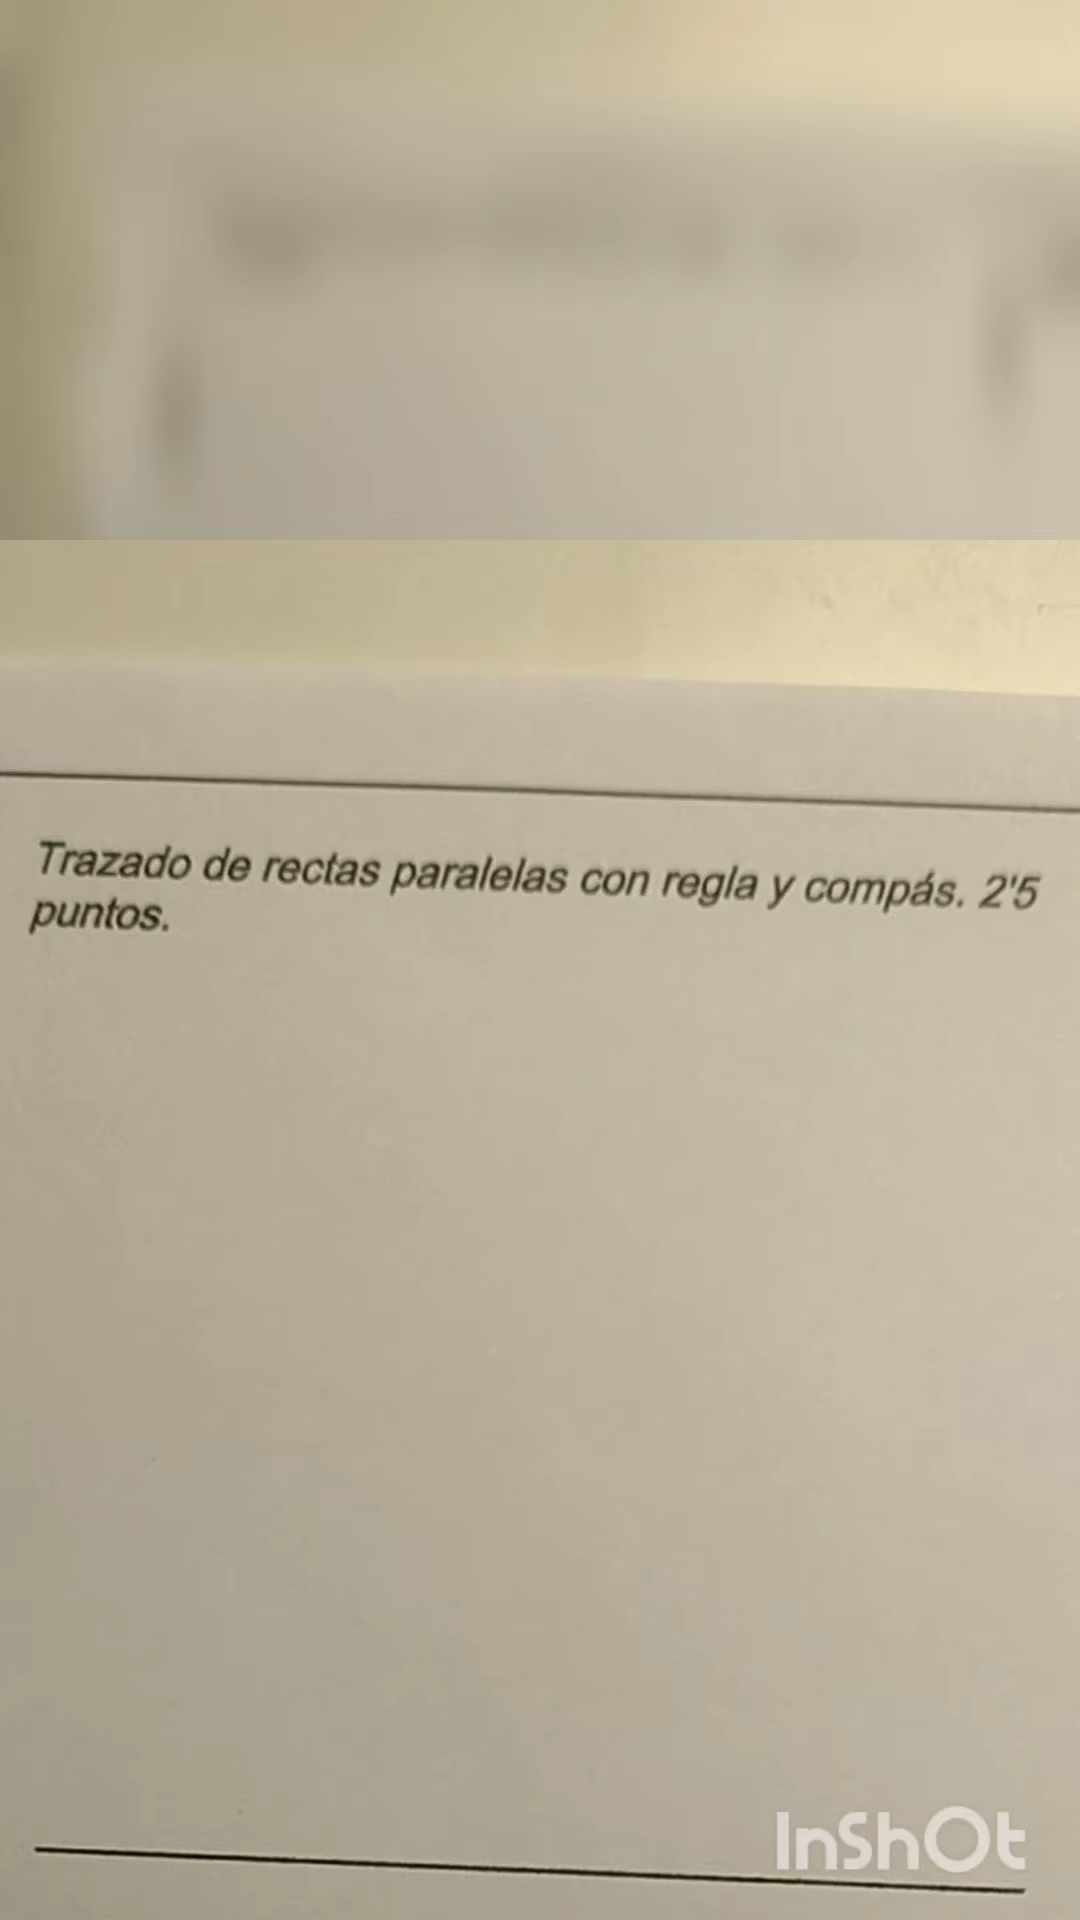 Trazado de rectas paralelas con regla y compás. 2'5
puntos.
InShOt